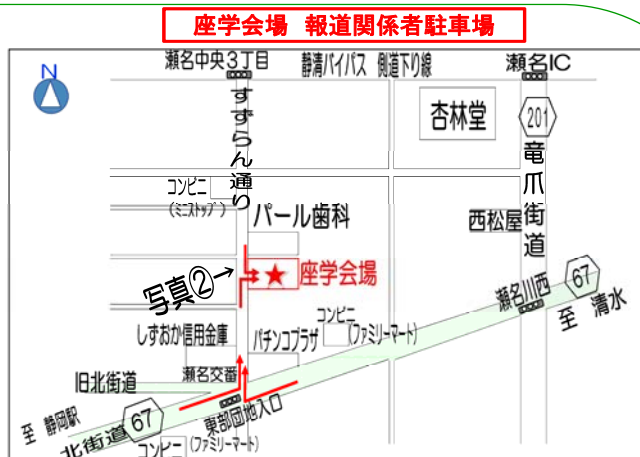 座学会場 報道関係者駐車場
N
瀬名中央3丁目
静清バイパス 側道下り線
瀬名IC
すずらん通り
杏林堂
201
竜爪街道
コンビニ
(ミニストップ)
パール歯科
西松屋
写真②→
★座学会場
瀬名川西
67
至 清水
しずおか信用金庫
パチンコプラザ
コンビニ
(ファミリーマート)
旧北街道
瀬名交番
東部団地入口
至 静岡駅
北街道
67
コンビニ(ファミリーマート)